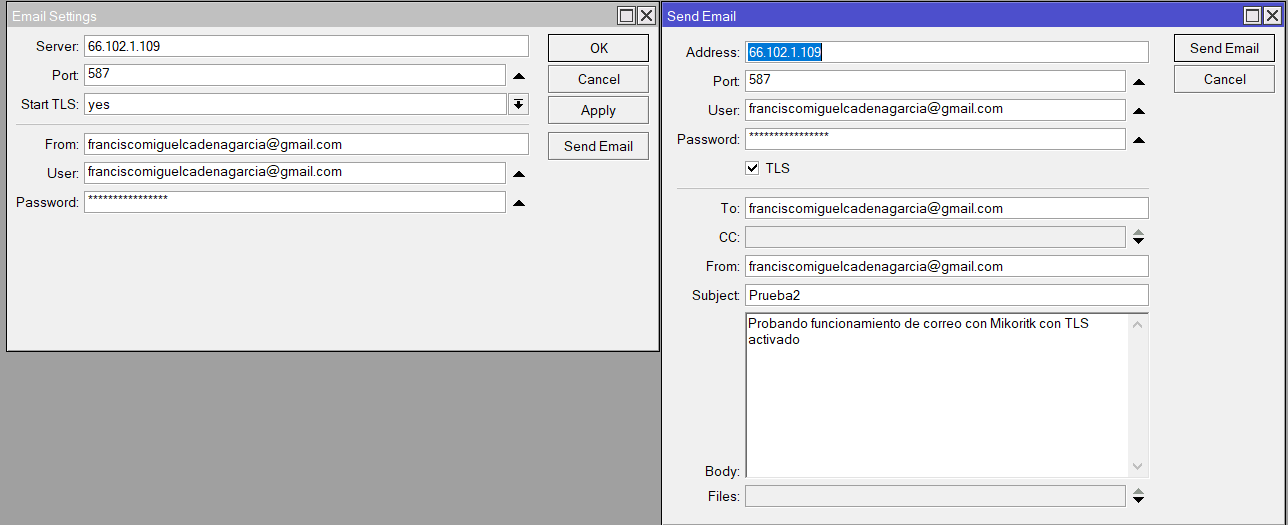 Email Settings
Server: 66.102.1.109
Port: 587
Start TLS: yes
From: franciscomiguelcadenagarcia@gmail.com
User: franciscomiguelcadenagarcia@gmail.com
Password: ****************
OK
Cancel
Apply
Send Email
Send Email
Address: 66.102.1.109
Port: 587
User: franciscomiguelcadenagarcia@gmail.com
Password: ****************
TLS
To: franciscomiguelcadenagarcia@gmail.com
CC:
From: franciscomiguelcadenagarcia@gmail.com
Subject: Prueba2
Probando funcionamiento de correo con Mikoritk con TLS
activado
Body:
Files:
Send Email
Cancel